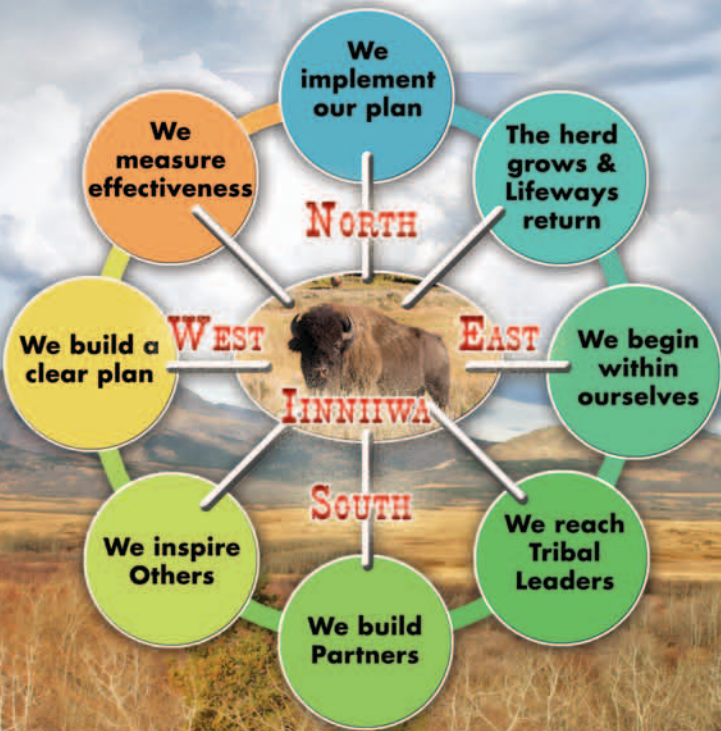 We
implement
our plan
The herd
grows &
Lifeways
return
We begin
within
ourselves
We reach
Tribal
Leaders
We build
Partners
We inspire
Others
We build a
clear plan
We
measure
effectiveness
NORTH
WEST
EAST
IINNIIWA
SOUTH